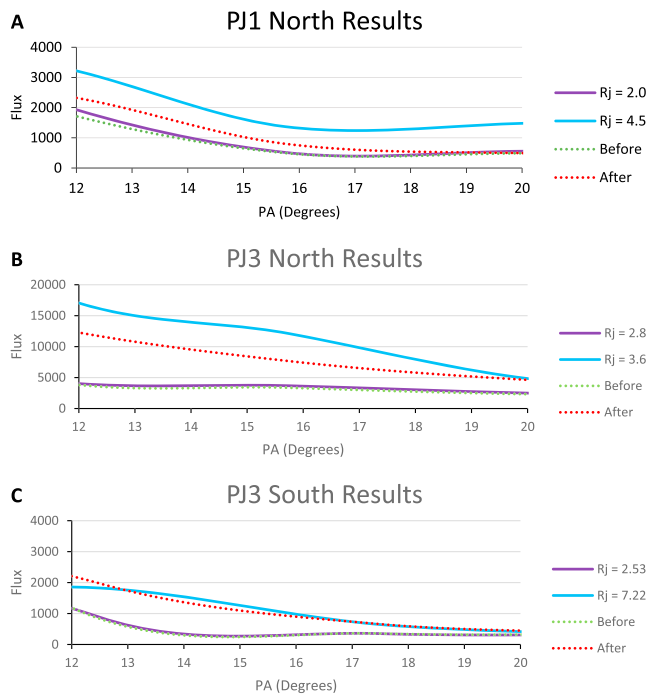 A
PJ1 North Results
4000
3000
2000
1000
0
Flux
12 13 14 15 16 17 18 19 20
PA (Degrees)
Rj = 2.0
Rj = 4.5
Before
After
B
PJ3 North Results
20000
15000
10000
5000
0
Flux
12 13 14 15 16 17 18 19 20
PA (Degrees)
Rj = 2.8
Rj = 3.6
Before
After
C
PJ3 South Results
4000
3000
2000
1000
0
Flux
12 13 14 15 16 17 18 19 20
PA (Degrees)
Rj = 2.53
Rj = 7.22
Before
After